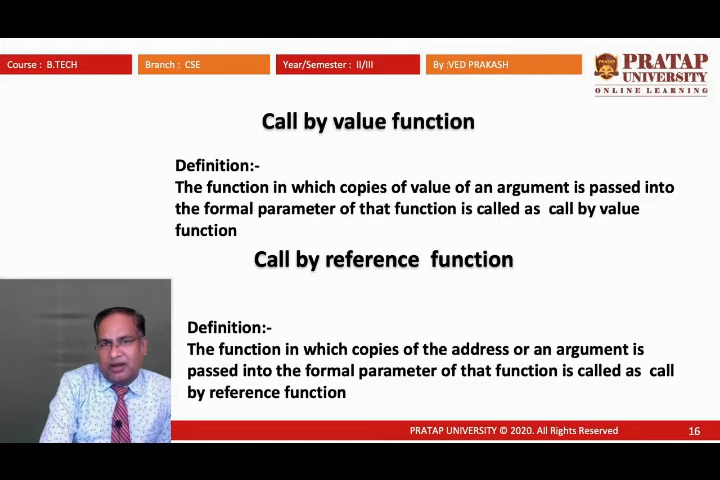 Course : B.TECH
Branch : CSE
Year/Semester : II/III
By :VED PRAKASH
PRATAP
PRATAP
UNIVERSITY
ONLINE LEARNING
Call by value function
Definition:-
The function in which copies of value of an argument is passed into
the formal parameter of that function is called as call by value
function
Call by reference function
Definition:-
The function in which copies of the address or an argument is
passed into the formal parameter of that function is called as call
by reference function
PRATAP UNIVERSITY © 2020. All Rights Reserved
16